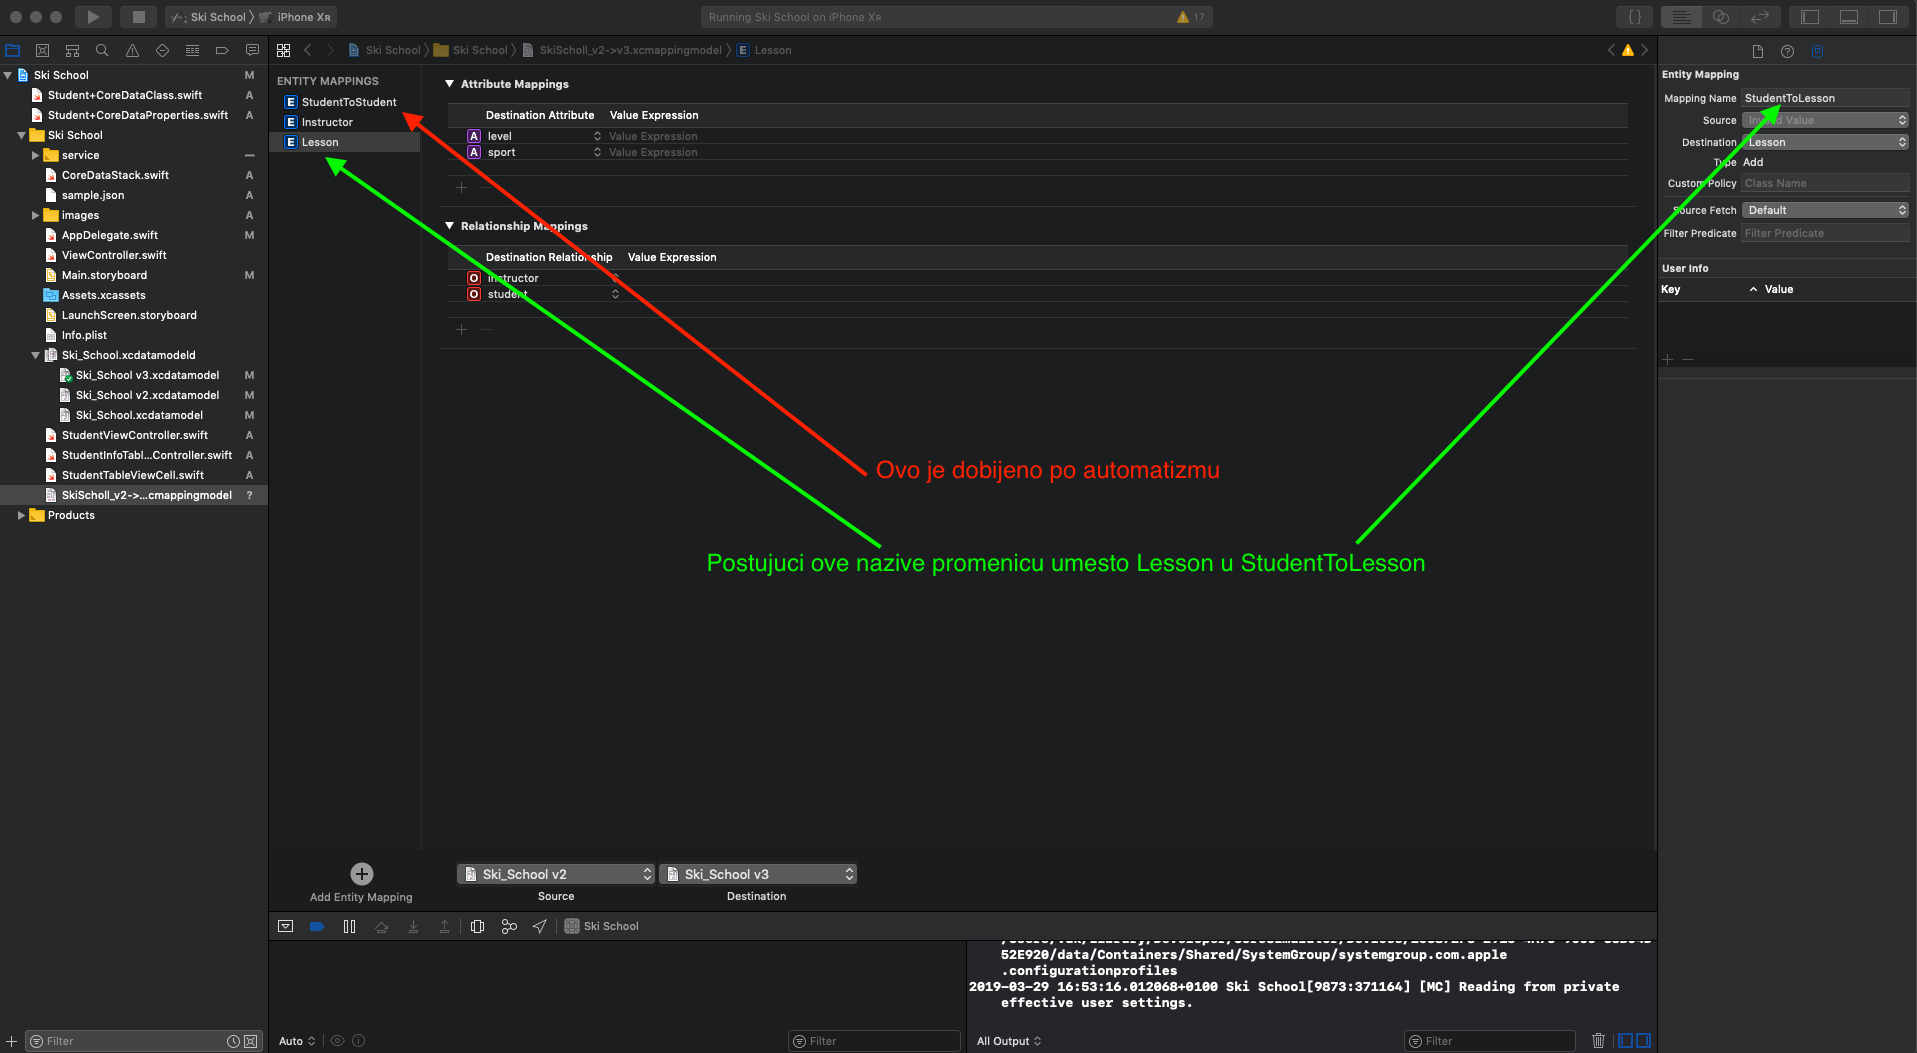 Ski School
iPhone Xʀ
Running Ski School on iPhone Xʀ
17
Ski School
Ski School
SkiScholl_v2->v3.xcmappingmodel
E Lesson
Ski School M
Student+CoreDataClass.swift A
Student+CoreDataProperties.swift A
Ski School
service —
CoreDataStack.swift A
sample.json A
images A
AppDelegate.swift M
ViewController.swift
Main.storyboard M
Assets.xcassets
LaunchScreen.storyboard
Info.plist
Ski_School.xcdatamodeld
Ski_School v3.xcdatamodel M
Ski_School v2.xcdatamodel M
Ski_School.xcdatamodel M
StudentViewController.swift A
StudentInfoTabl...Controller.swift A
StudentTableViewCell.swift A
SkiScholl_v2->...cmappingmodel ?
Products
ENTITY MAPPINGS
E StudentToStudent
E Instructor
E Lesson
Attribute Mappings
Destination Attribute Value Expression
A level Value Expression
A sport Value Expression
Relationship Mappings
Destination Relationship Value Expression
O instructor
O student
Ovo je dobijeno po automatizmu
Postujuci ove nazive promenicu umesto Lesson u StudentToLesson
Entity Mapping
Mapping Name StudentToLesson
Source Invalid Value
Destination Lesson
Type Add
Custom Policy Class Name
Source Fetch Default
Filter Predicate Filter Predicate
User Info
Key Value
Add Entity Mapping
Ski_School v2
Source
Ski_School v3
Destination
Ski School
52E920/data/Containers/Shared/SystemGroup/systemgroup.com.apple
.configurationprofiles
2019-03-29 16:53:16.012068+0100 Ski School[9873:371164] [MC] Reading from private
effective user settings.
Filter
Auto
Filter
All Output
Filter